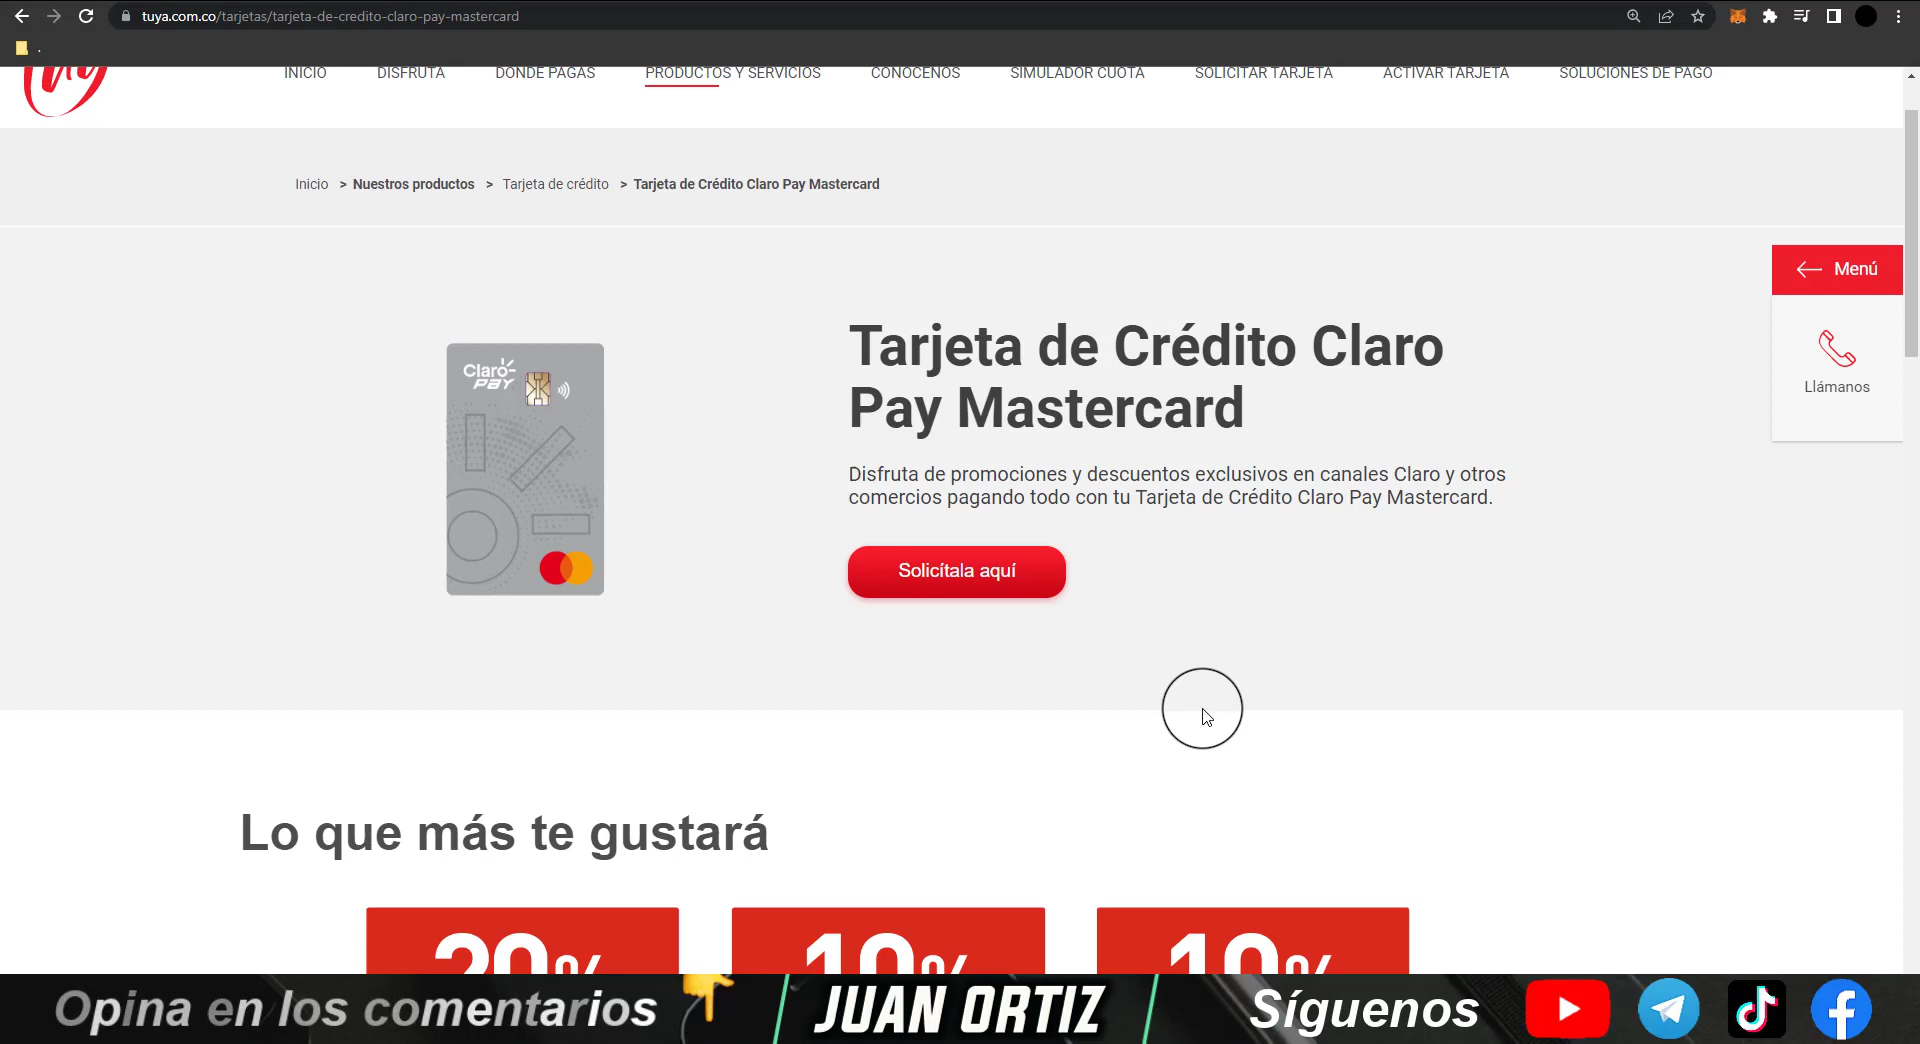 tuya.com.co/tarjetas/tarjeta-de-credito-claro-pay-mastercard
.
INICIO DISFRUTA DONDE PAGAS PRODUCTOS Y SERVICIOS CONOCENOS SIMULADOR CUOTA SOLICITAR TARJETA ACTIVAR TARJETA SOLUCIONES DE PAGO
Inicio > Nuestros productos > Tarjeta de crédito > Tarjeta de Crédito Claro Pay Mastercard
Menú
Llámanos
Claro
pay
Tarjeta de Crédito Claro
Pay Mastercard
Disfruta de promociones y descuentos exclusivos en canales Claro y otros
comercios pagando todo con tu Tarjeta de Crédito Claro Pay Mastercard.
Solicítala aquí
Lo que más te gustará
20% 10% 10%
Opina en los comentarios JUAN ORTIZ Síguenos